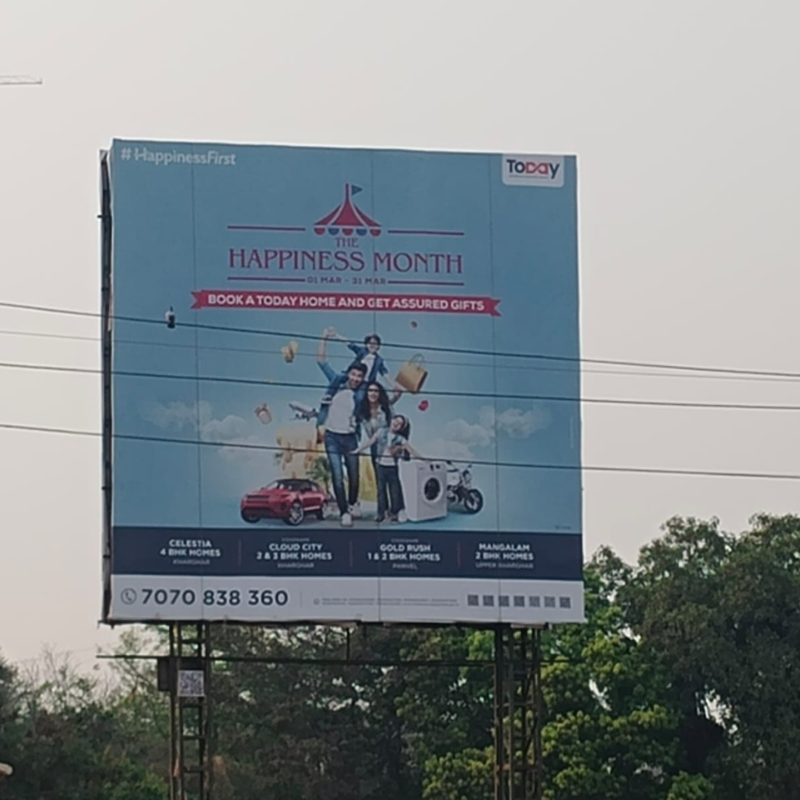 #HappinessFirst
TODAY
THE
HAPPINESS MONTH
01 MAR - 31 MAR
BOOK A TODAY HOME AND GET ASSURED GIFTS
CELESTIA
4 BHK HOMES
KHARGHAR
CLOUD CITY
2 & 3 BHK HOMES
KHARGHAR
GOLD RUSH
1 & 2 BHK HOMES
PANVEL
MANGALAM
2 BHK HOMES
UPPER KHARGHAR
7070 838 360